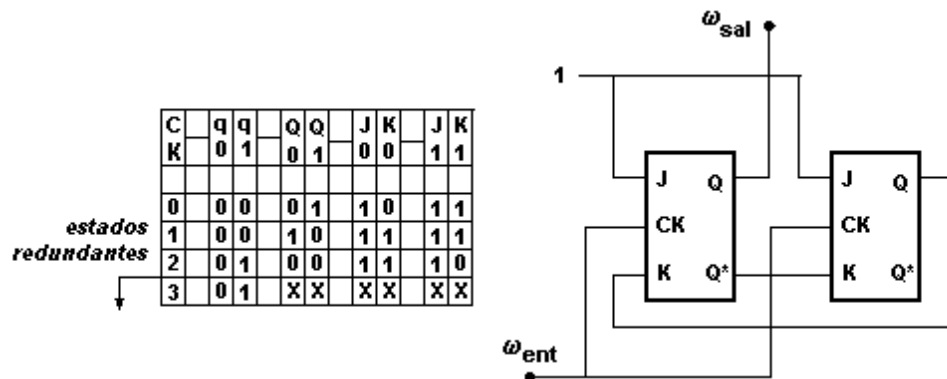 ω sal
1
C q q Q Q J K J K
K 0 1 0 1 0 0 1 1
0 0 0 0 1 1 0 1 1
1 0 0 1 0 1 1 1 1
2 0 1 0 0 1 1 1 0
3 0 1 X X X X X X
estados
redundantes
J Q
CK
K Q*
J Q
CK
K Q*
ω ent